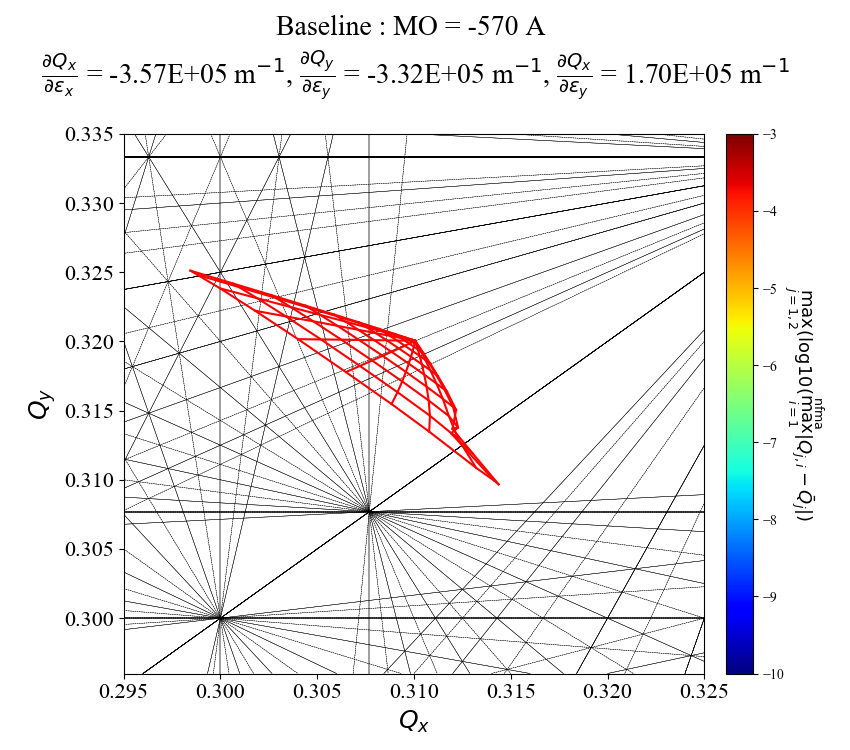 Baseline : MO = -570 A
∂Qx/∂εx = -3.57E+05 m⁻¹, ∂Qy/∂εy = -3.32E+05 m⁻¹, ∂Qx/∂εy = 1.70E+05 m⁻¹
0.335
0.330
0.325
0.320
0.315
0.310
0.305
0.300
Qy
0.295 0.300 0.305 0.310 0.315 0.320 0.325
Qx
−3
−4
−5
−6
−7
−8
−9
−10
max j=1,2 (log10(max i=1 nfma |Qj,i − Q̄j|))